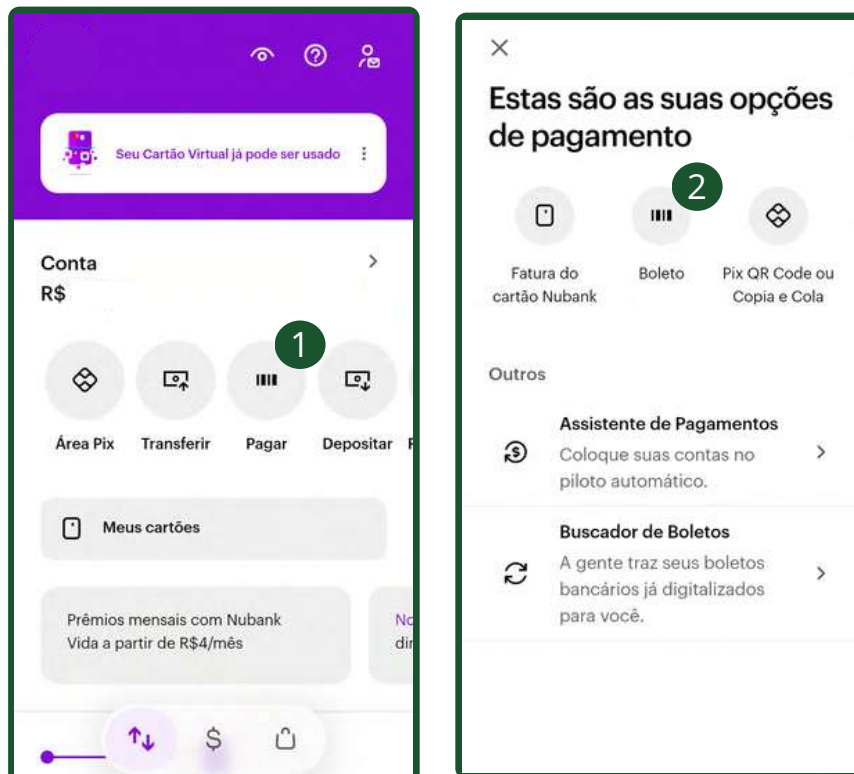 Seu Cartão Virtual já pode ser usado
Conta
R$
1
Área Pix
Transferir
Pagar
Depositar
Meus cartões
Prêmios mensais com Nubank
Vida a partir de R$4/mês
$
Estas são as suas opções
de pagamento
2
Fatura do
cartão Nubank
Boleto
Pix QR Code ou
Copia e Cola
Outros
Assistente de Pagamentos
Coloque suas contas no
piloto automático.
Buscador de Boletos
A gente traz seus boletos
bancários já digitalizados
para você.